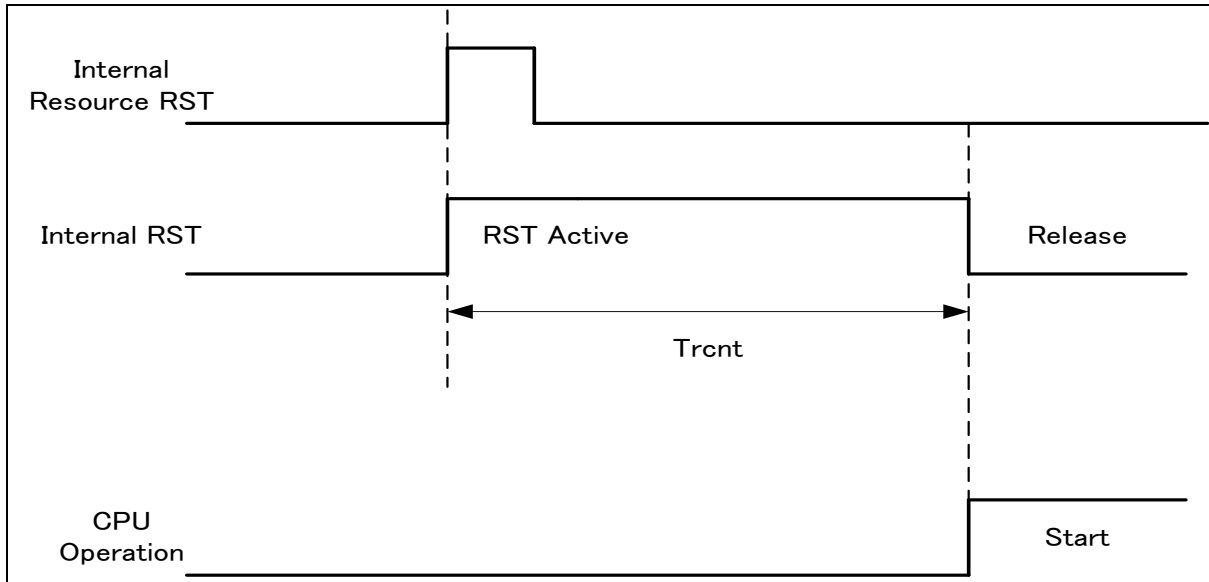 Internal
Resource RST
Internal RST
RST Active
Release
Trcnt
CPU
Operation
Start